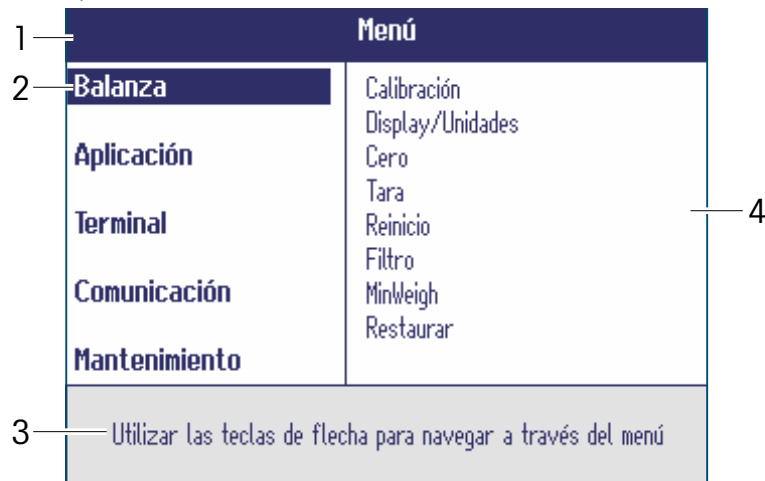 1
Menú
2
Balanza
Aplicación
Terminal
Comunicación
Mantenimiento
Calibración
Display/Unidades
Cero
Tara
Reinicio
Filtro
MinWeigh
Restaurar
4
3
Utilizar las teclas de flecha para navegar a través del menú